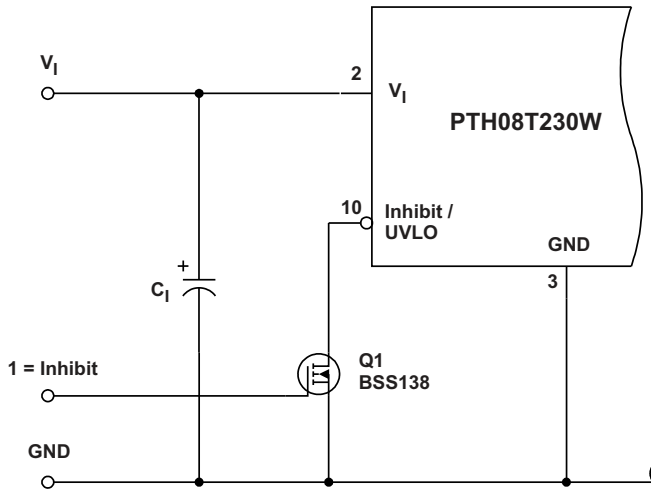 V_I
2
V_I
PTH08T230W
10
Inhibit /
UVLO
GND
3
+
C_I
1 = Inhibit
Q1
BSS138
GND